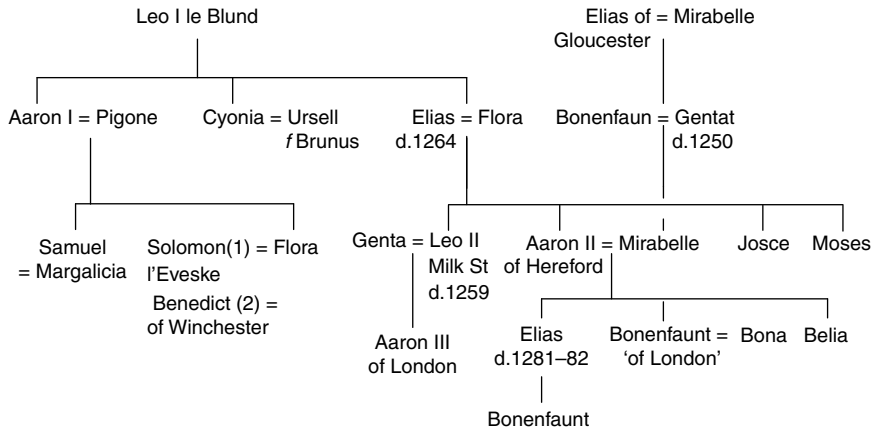 Leo I le Blund
Elias of = Mirabelle
Gloucester
Aaron I = Pigone
Cyonia = Ursell
f Brunus
Elias = Flora
d.1264
Bonenfaun = Gentat
d.1250
Samuel
= Margalicia
Solomon(1) = Flora
l'Eveske
Benedict (2) =
of Winchester
Genta = Leo II
Milk St
d.1259
Aaron II = Mirabelle
of Hereford
Josce
Moses
Aaron III
of London
Elias
d.1281–82
Bonenfaunt =
'of London'
Bona
Belia
Bonenfaunt